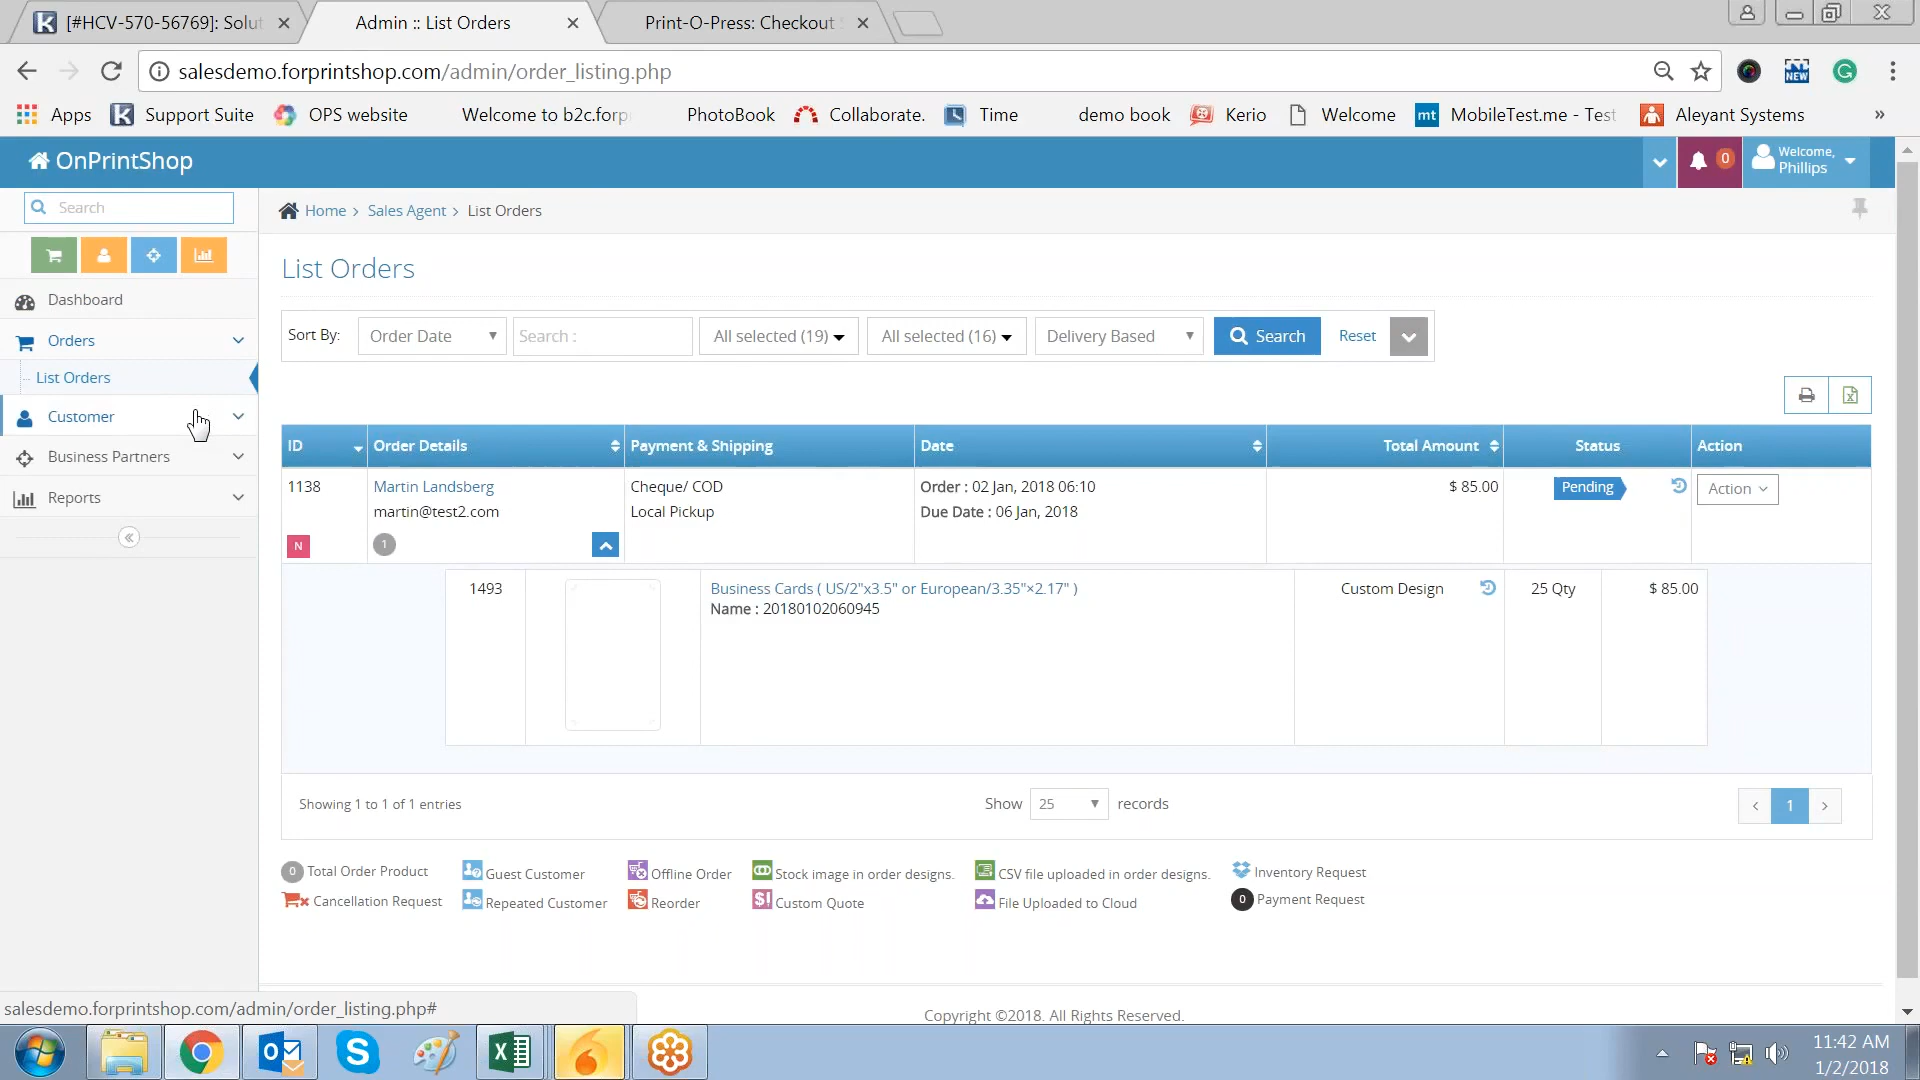 [#HCV-570-56769]: Solut
Admin :: List Orders
Print-O-Press: Checkout S
salesdemo.forprintshop.com/admin/order_listing.php
NEW
G
Apps
Support Suite
OPS website
Welcome to b2c.forp
PhotoBook
Collaborate.
Time
demo book
Kerio
Welcome
mt
MobileTest.me - Test
Aleyant Systems
»
OnPrintShop
0
Welcome,
Phillips
Search
Home › Sales Agent › List Orders
Dashboard
Orders
List Orders
Customer
Business Partners
Reports
List Orders
Sort By:
Order Date
Search :
All selected (19)
All selected (16)
Delivery Based
Search
Reset
ID
Order Details
Payment & Shipping
Date
Total Amount
Status
Action
1138
Martin Landsberg
martin@test2.com
N
1
Cheque/ COD
Local Pickup
Order : 02 Jan, 2018 06:10
Due Date : 06 Jan, 2018
$ 85.00
Pending
Action
1493
Business Cards ( US/2"x3.5" or European/3.35"×2.17" )
Name : 20180102060945
Custom Design
25 Qty
$ 85.00
Showing 1 to 1 of 1 entries
Show 25 records
1
0 Total Order Product
Guest Customer
Offline Order
Stock image in order designs.
CSV file uploaded in order designs.
Inventory Request
Cancellation Request
Repeated Customer
Reorder
Custom Quote
File Uploaded to Cloud
0 Payment Request
Copyright ©2018. All Rights Reserved.
salesdemo.forprintshop.com/admin/order_listing.php#
11:42 AM
1/2/2018